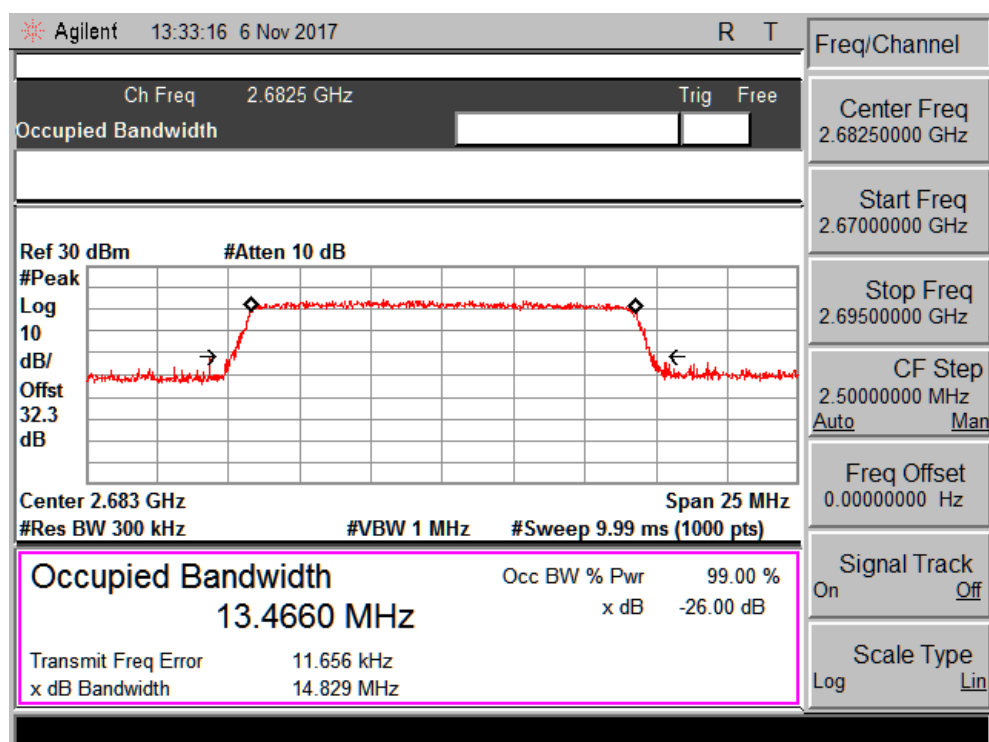 Agilent 13:33:16 6 Nov 2017 R T
Ch Freq 2.6825 GHz Trig Free
Occupied Bandwidth
Ref 30 dBm #Atten 10 dB
#Peak
Log
10
dB/
Offst
32.3
dB
Center 2.683 GHz Span 25 MHz
#Res BW 300 kHz #VBW 1 MHz #Sweep 9.99 ms (1000 pts)
Occupied Bandwidth Occ BW % Pwr 99.00 %
13.4660 MHz x dB -26.00 dB
Transmit Freq Error 11.656 kHz
x dB Bandwidth 14.829 MHz
Freq/Channel
Center Freq
2.68250000 GHz
Start Freq
2.67000000 GHz
Stop Freq
2.69500000 GHz
CF Step
2.50000000 MHz
Auto Man
Freq Offset
0.00000000 Hz
Signal Track
On Off
Scale Type
Log Lin